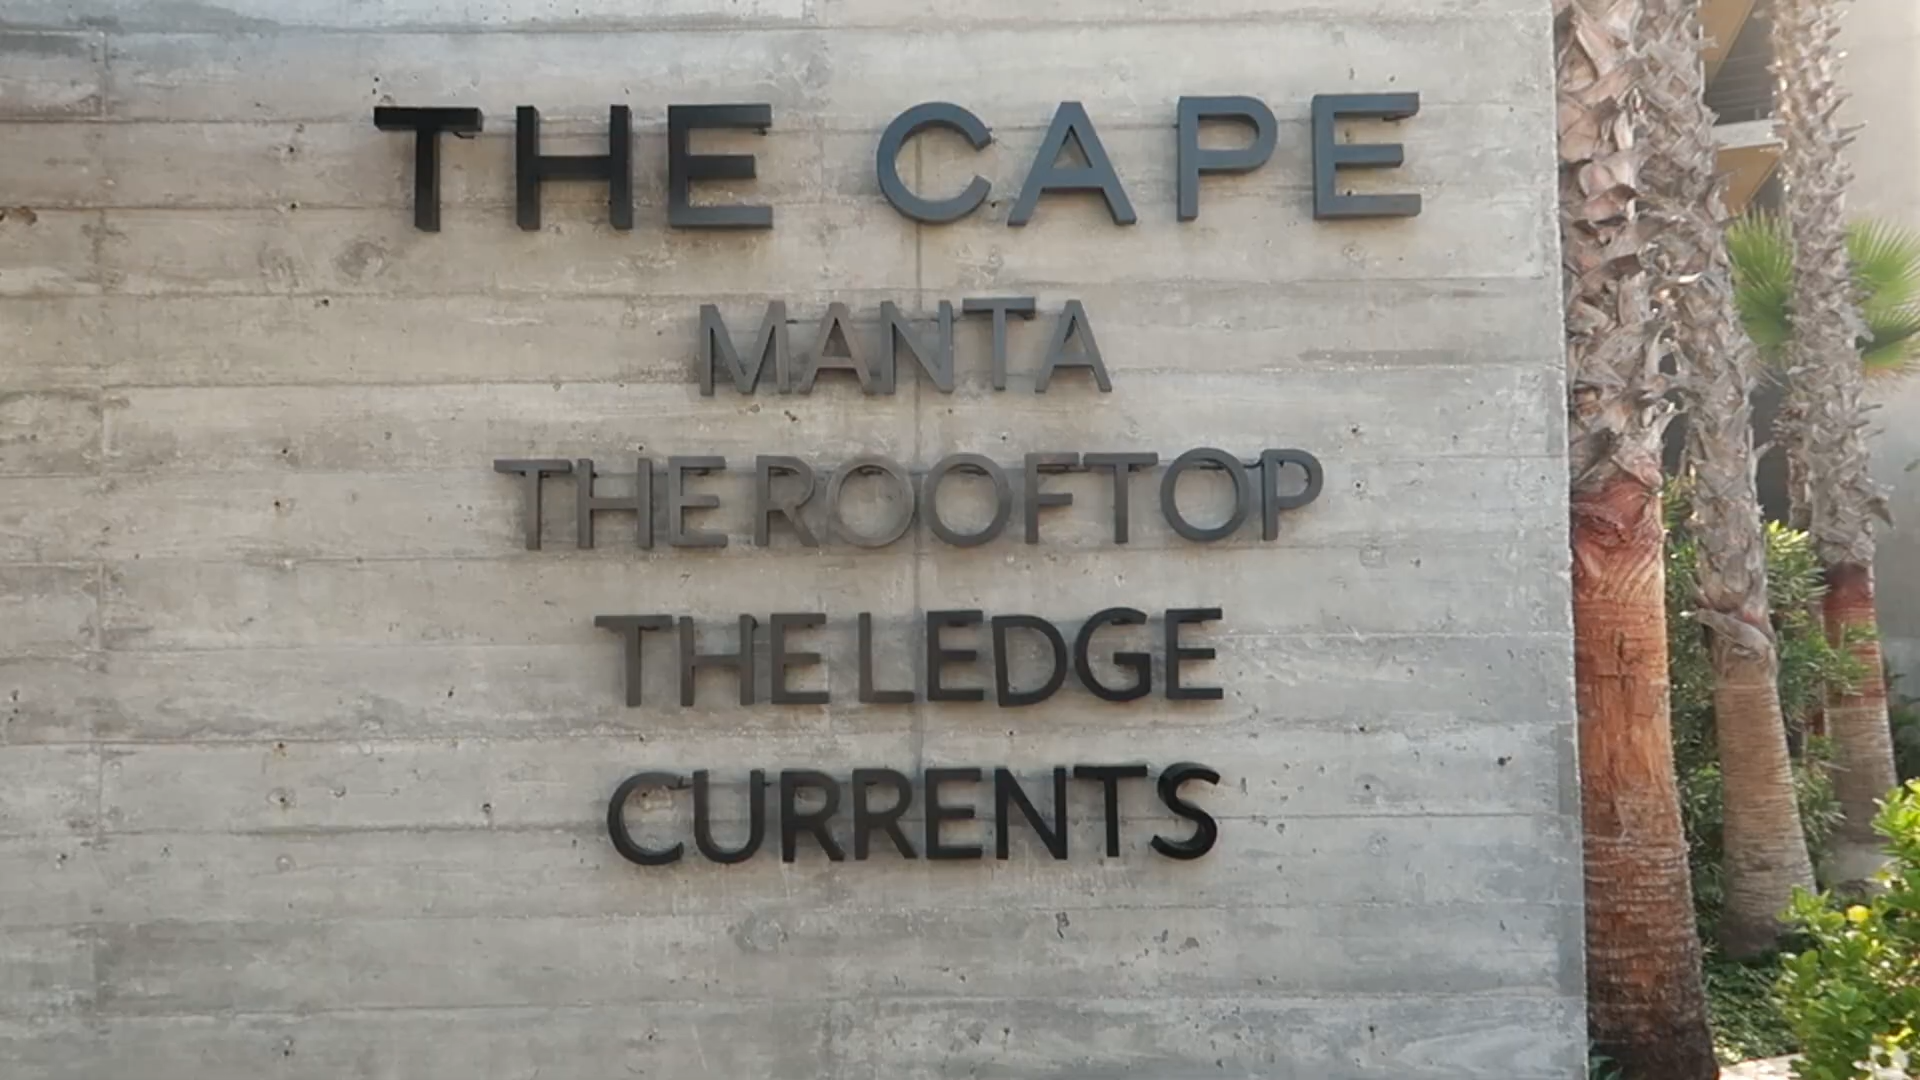 THE CAPE
MANTA
THE ROOFTOP
THE LEDGE
CURRENTS